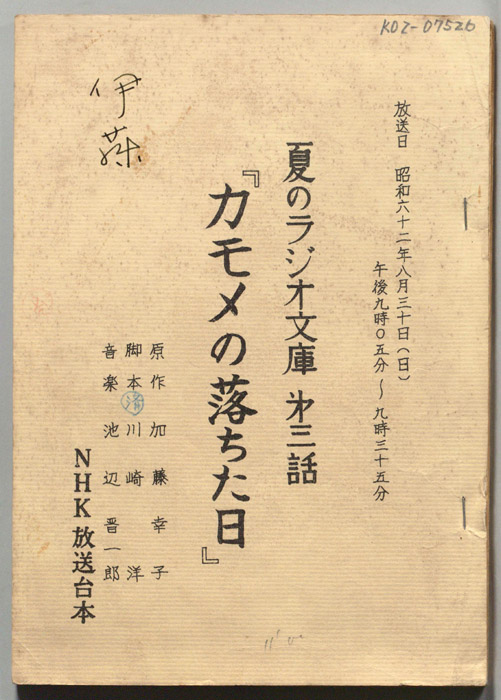 KOZ-07526
放送日 昭和六十二年八月三十日(日)
午後九時〇五分～九時三十五分
夏のラジオ文庫 第三話
『カモメの落ちた日』
原作 加藤幸子
脚本 川崎洋
音楽 池辺晋一郎
NHK放送台本
伊藤